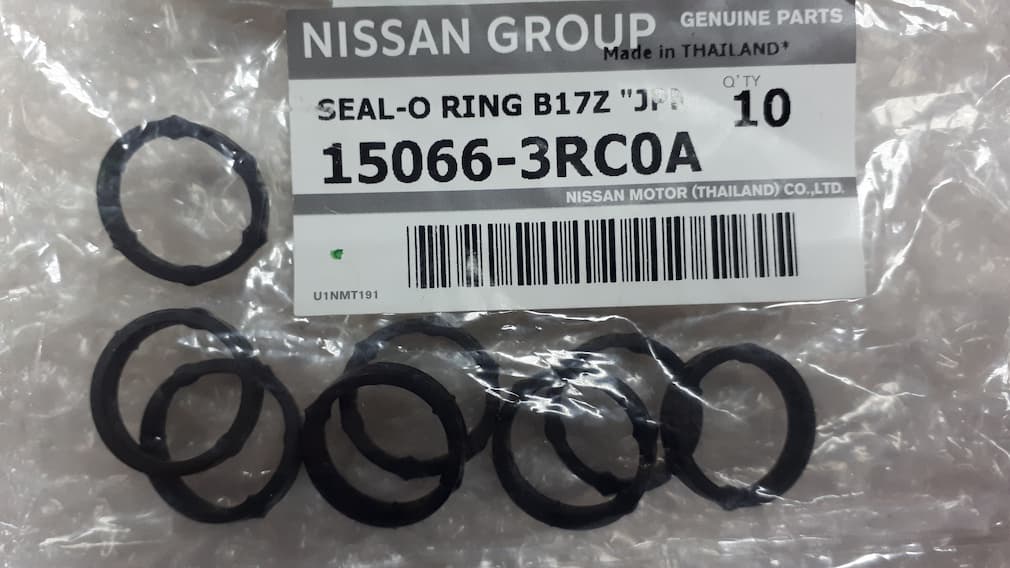 NISSAN GROUP GENUINE PARTS
Made in THAILAND*
SEAL-O RING B17Z Q'TY
15066-3RC0A 10
NISSAN MOTOR (THAILAND) CO.,LTD.
U1NMT191